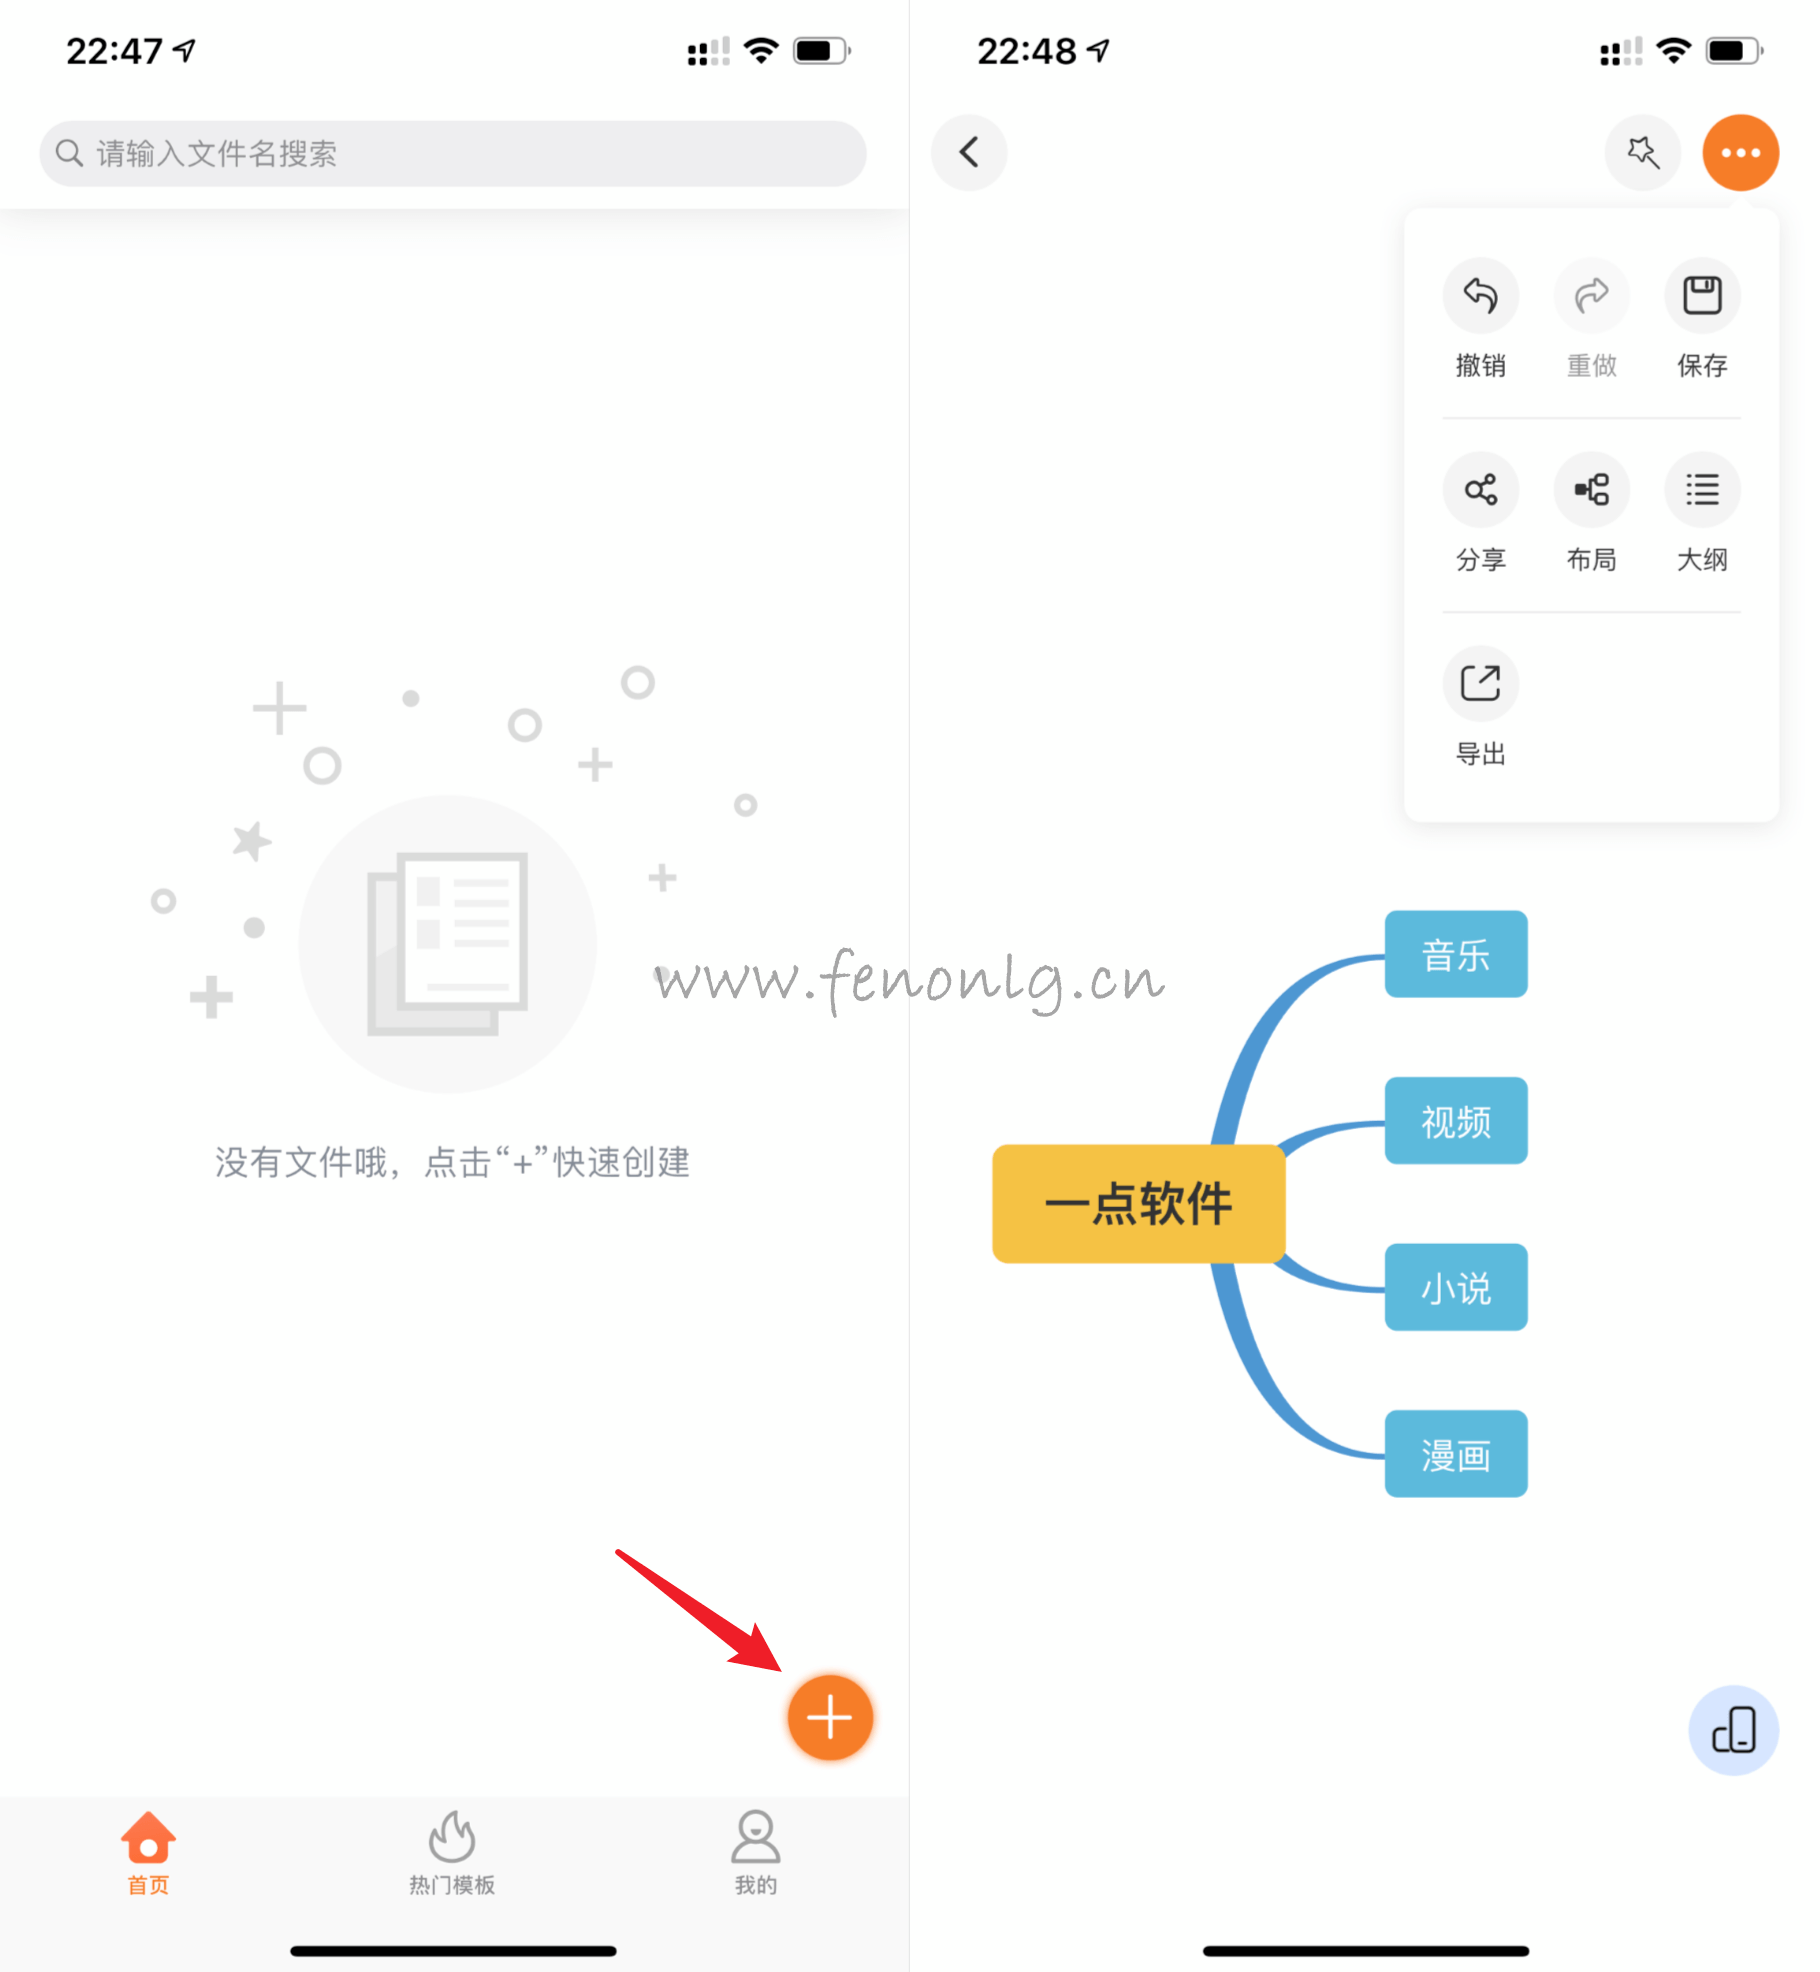 22:47
请输入文件名搜索
没有文件哦，点击“+”快速创建
首页
热门模板
我的
22:48
撤销
重做
保存
分享
布局
大纲
导出
音乐
视频
一点软件
小说
漫画
www.fenonlg.cn